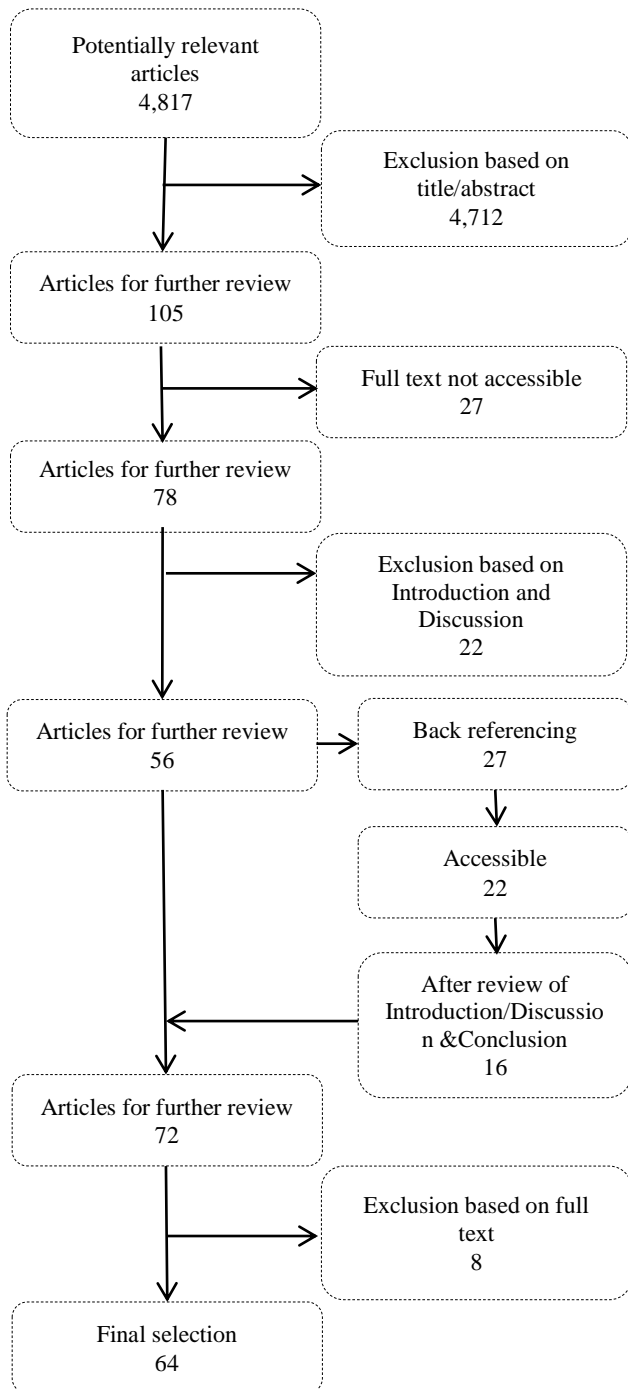 Potentially relevant
articles
4,817
Exclusion based on
title/abstract
4,712
Articles for further review
105
Full text not accessible
27
Articles for further review
78
Exclusion based on
Introduction and
Discussion
22
Articles for further review
56
Back referencing
27
Accessible
22
After review of
Introduction/Discussio
n &Conclusion
16
Articles for further review
72
Exclusion based on full
text
8
Final selection
64